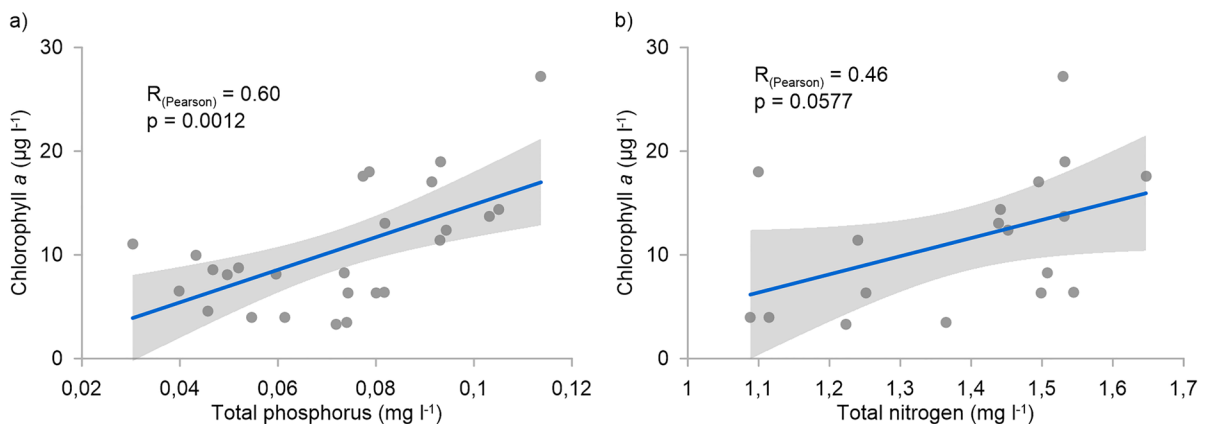 a)
30
20
10
0
Chlorophyll a (µg l-1)
R(Pearson) = 0.60
p = 0.0012
0,02 0,04 0,06 0,08 0,1 0,12
Total phosphorus (mg l-1)
b)
30
20
10
0
Chlorophyll a (µg l-1)
R(Pearson) = 0.46
p = 0.0577
1 1,1 1,2 1,3 1,4 1,5 1,6 1,7
Total nitrogen (mg l-1)